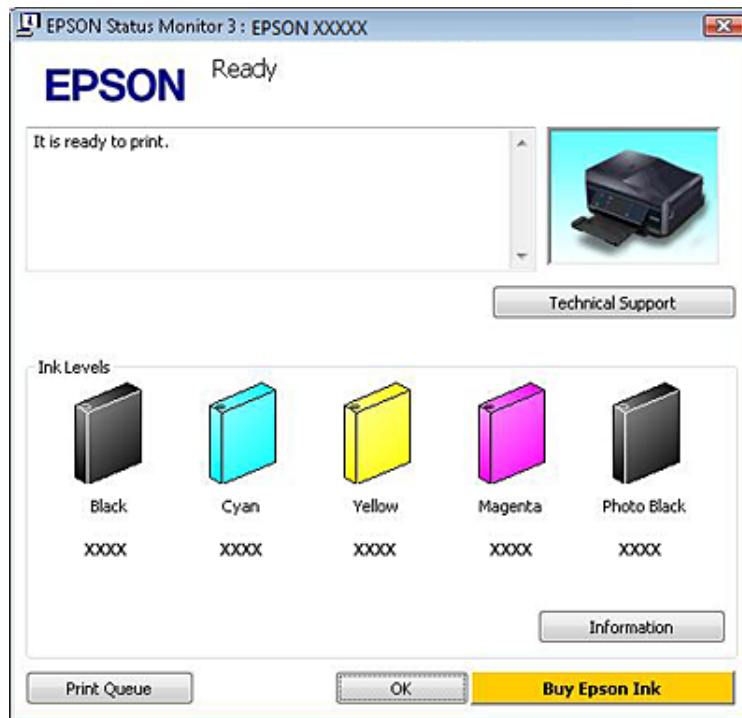 EPSON Status Monitor 3 : EPSON XXXXX
EPSON
Ready
It is ready to print.
Technical Support
Ink Levels
Black Cyan Yellow Magenta Photo Black
XXXX XXXX XXXX XXXX XXXX
Information
Print Queue OK Buy Epson Ink